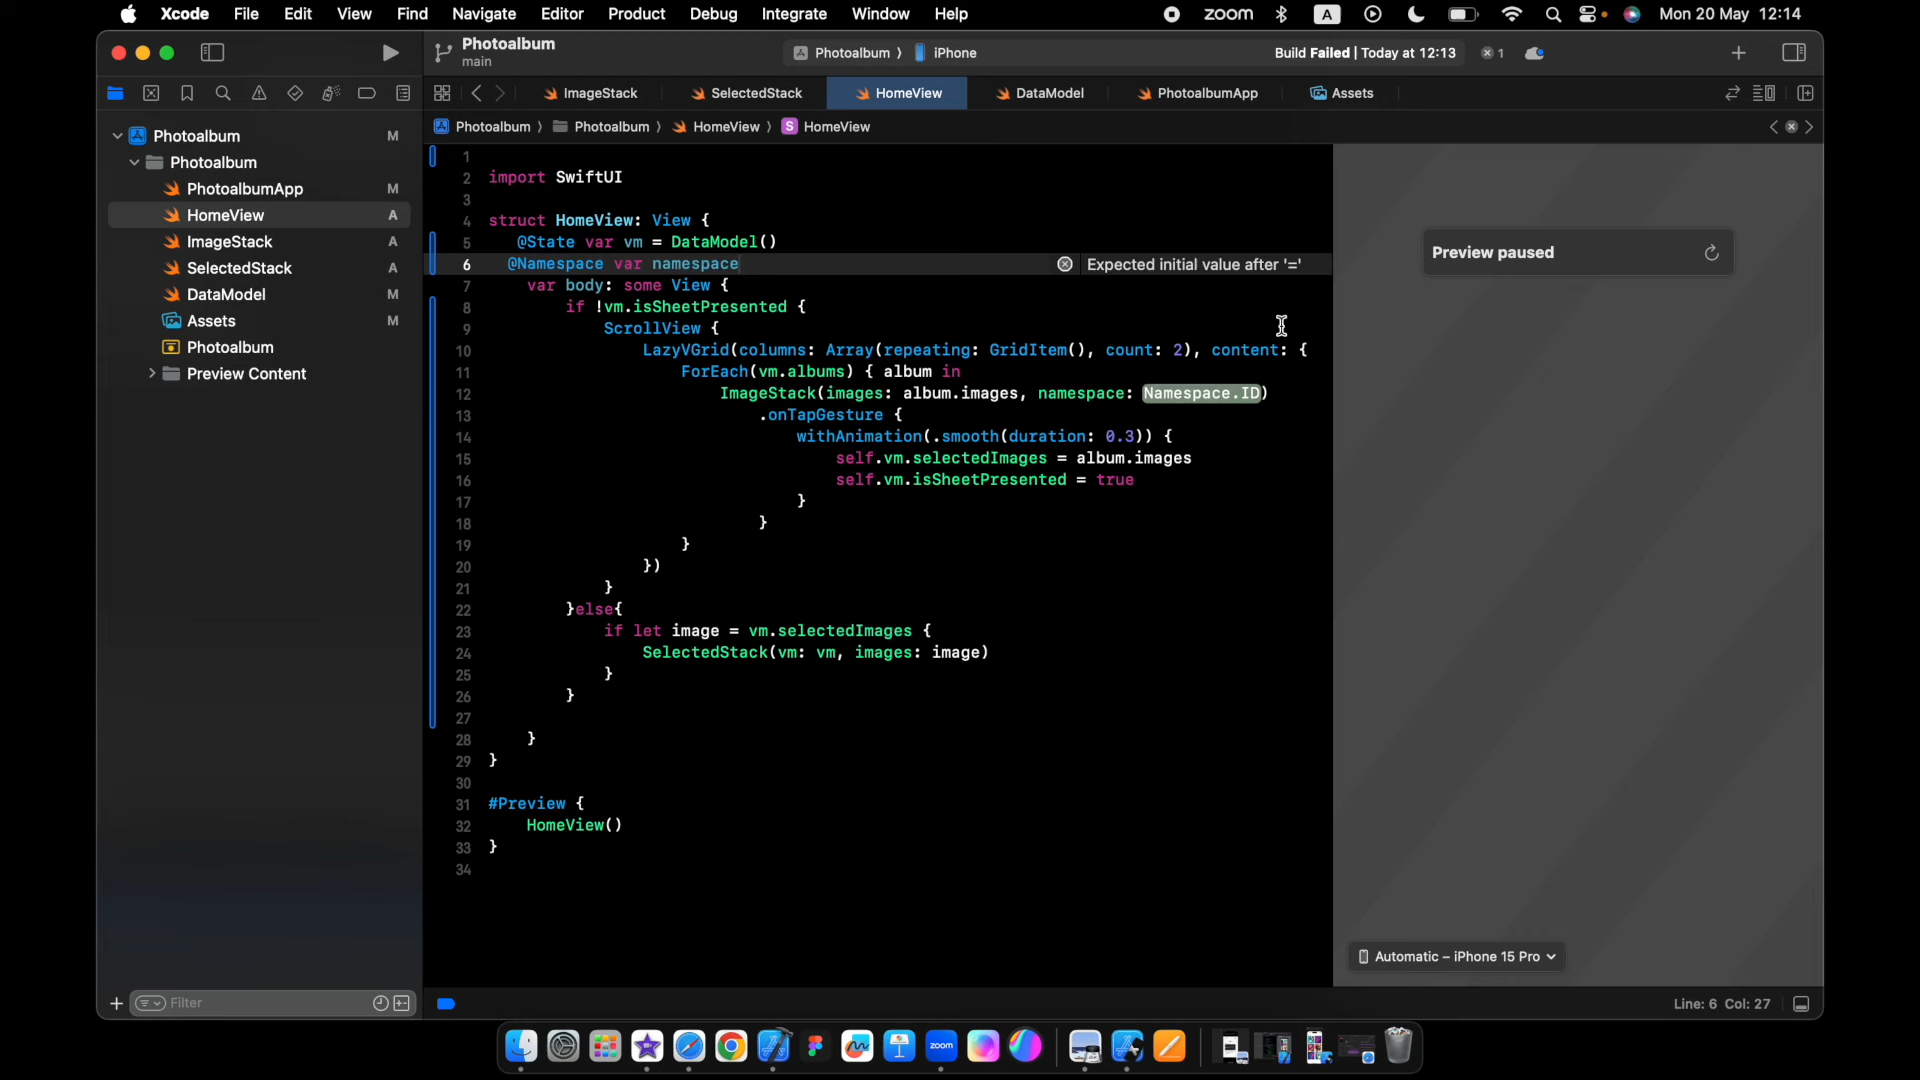 Xcode File Edit View Find Navigate Editor Product Debug Integrate Window Help zoom A Mon 20 May 12:14
Photoalbum
main
Photoalbum 〉 iPhone
Build Failed | Today at 12:13 1
ImageStack SelectedStack HomeView DataModel PhotoalbumApp Assets
Photoalbum 〉 Photoalbum 〉 HomeView 〉 S HomeView
Photoalbum M
Photoalbum
PhotoalbumApp M
HomeView A
ImageStack A
SelectedStack A
DataModel M
Assets M
Photoalbum
Preview Content
1
2 import SwiftUI
3
4 struct HomeView: View {
5 @State var vm = DataModel()
6 @Namespace var namespace Expected initial value after '='
7 var body: some View {
8 if !vm.isSheetPresented {
9 ScrollView {
10 LazyVGrid(columns: Array(repeating: GridItem(), count: 2), content: {
11 ForEach(vm.albums) { album in
12 ImageStack(images: album.images, namespace: Namespace.ID)
13 .onTapGesture {
14 withAnimation(.smooth(duration: 0.3)) {
15 self.vm.selectedImages = album.images
16 self.vm.isSheetPresented = true
17 }
18 }
19 }
20 })
21 }
22 }else{
23 if let image = vm.selectedImages {
24 SelectedStack(vm: vm, images: image)
25 }
26 }
27
28 }
29 }
30
31 #Preview {
32 HomeView()
33 }
34
Preview paused
Automatic – iPhone 15 Pro
Filter
Line: 6 Col: 27
zoom